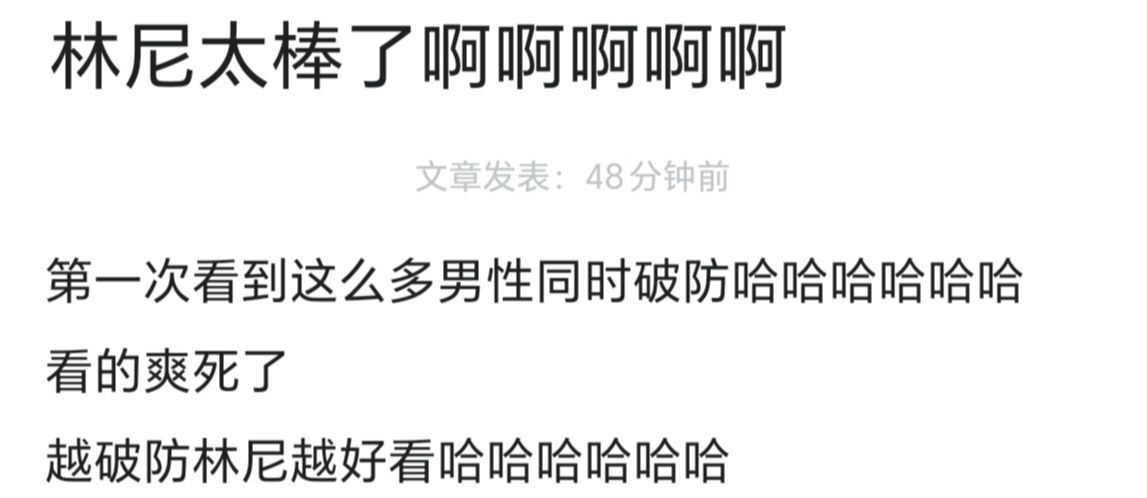 林尼太棒了啊啊啊啊啊
文章发表：48分钟前
第一次看到这么多男性同时破防哈哈哈哈哈哈
看的爽死了
越破防林尼越好看哈哈哈哈哈哈